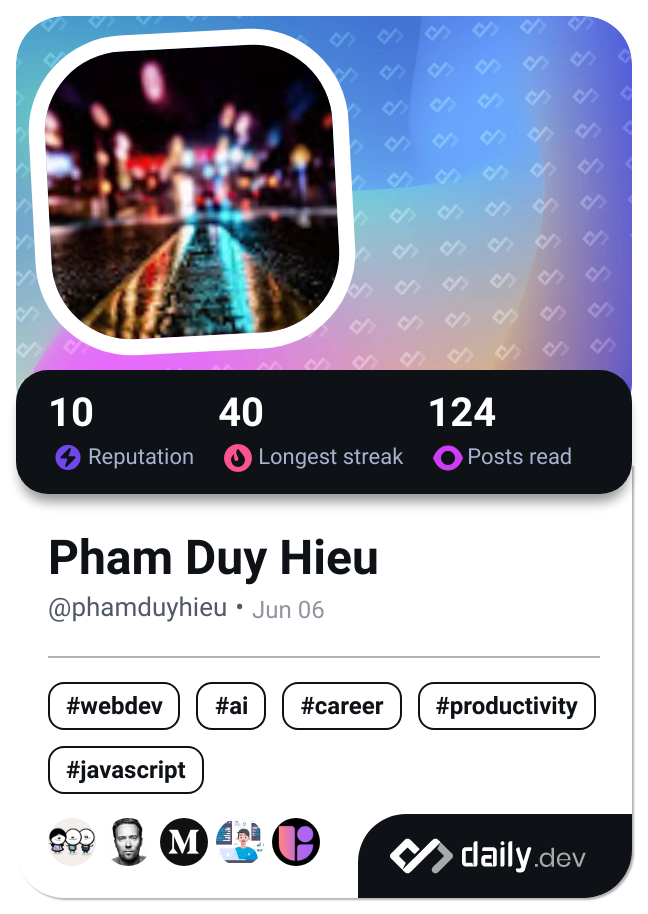 10 40 124
Reputation Longest streak Posts read
Pham Duy Hieu
@phamduyhieu • Jun 06
#webdev #ai #career #productivity
#javascript
M
daily.dev